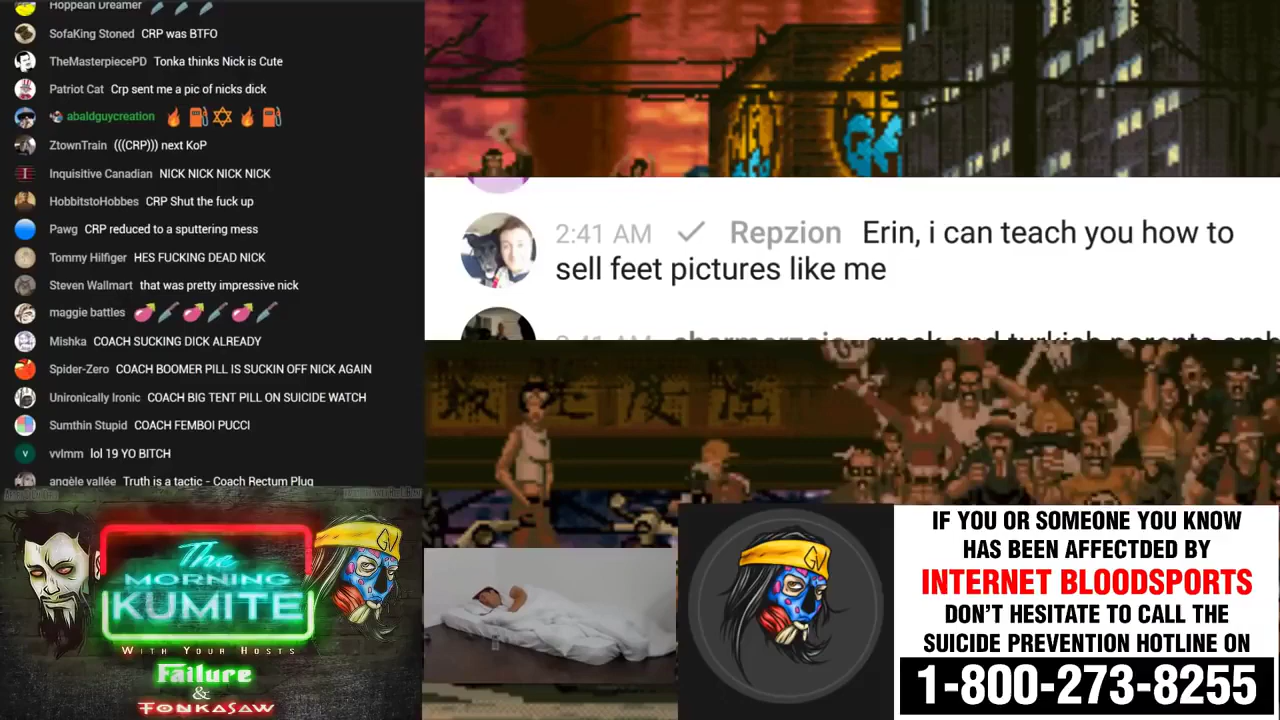 Hoppean Dreamer
SofaKing Stoned CRP was BTFO
TheMasterpiecePD Tonka thinks Nick is Cute
Patriot Cat Crp sent me a pic of nicks dick
abaldguycreation 🔥⛽✡🔥⛽
ZtownTrain (((CRP))) next KoP
Inquisitive Canadian NICK NICK NICK NICK
HobbitstoHobbes CRP Shut the fuck up
Pawg CRP reduced to a sputtering mess
Tommy Hilfiger HES FUCKING DEAD NICK
Steven Wallmart that was pretty impressive nick
maggie battles 🍆🔪🍆🔪🍆🔪
Mishka COACH SUCKING DICK ALREADY
Spider-Zero COACH BOOMER PILL IS SUCKIN OFF NICK AGAIN
Unironically Ironic COACH BIG TENT PILL ON SUICIDE WATCH
Sumthin Stupid COACH FEMBOI PUCCI
V vvlmm lol 19 YO BITCH
angèle vallée Truth is a tactic - Coach Rectum Plug
2:41 AM ✓ Repzion Erin, i can teach you how to
sell feet pictures like me
greek and turkish parents
The
MORNING
KUMITE
WITH YOUR HOSTS
Failure
&
TONKASAW
GV
GV
IF YOU OR SOMEONE YOU KNOW
HAS BEEN AFFECTDED BY
INTERNET BLOODSPORTS
DON'T HESITATE TO CALL THE
SUICIDE PREVENTION HOTLINE ON
1-800-273-8255